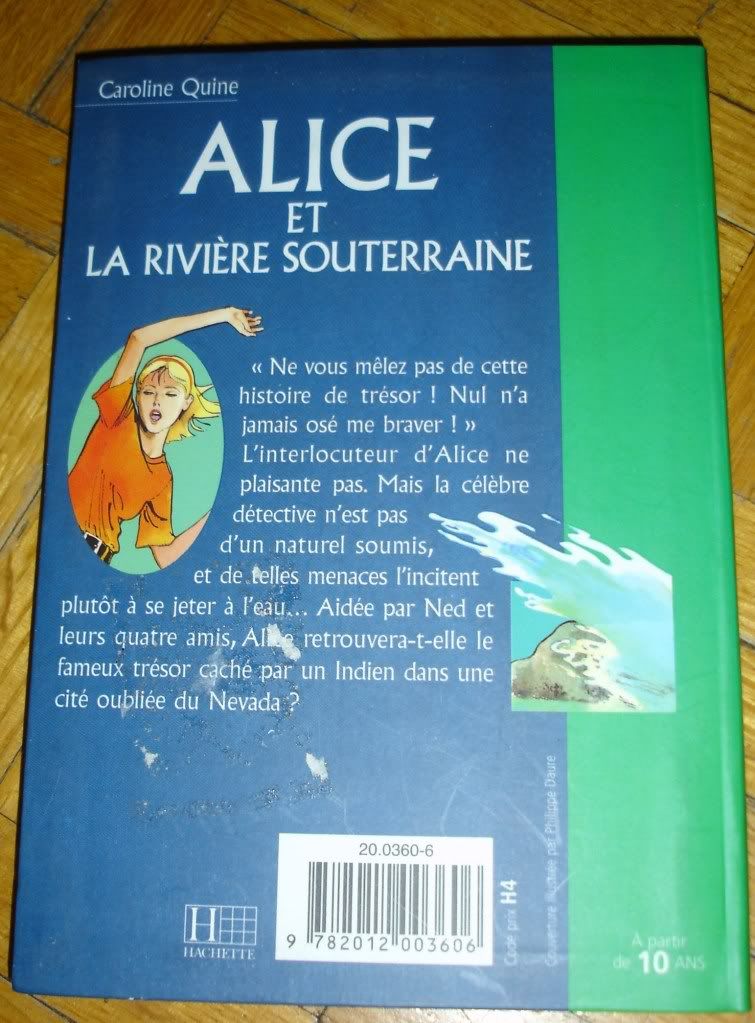 Caroline Quine
ALICE
ET
LA RIVIÈRE SOUTERRAINE
« Ne vous mêlez pas de cette
histoire de trésor ! Nul n'a
jamais osé me braver ! »
L'interlocuteur d'Alice ne
plaisante pas. Mais la célèbre
détective n'est pas
d'un naturel soumis,
et de telles menaces l'incitent
plutôt à se jeter à l'eau... Aidée par Ned et
leurs quatre amis, Alice retrouvera-t-elle le
fameux trésor caché par un Indien dans une
cité oubliée du Nevada ?
Couverture illustrée par Philippe Daure
20.0360-6
9 782012 003606
Code prix H4
H
HACHETTE
À partir
de 10 ANS